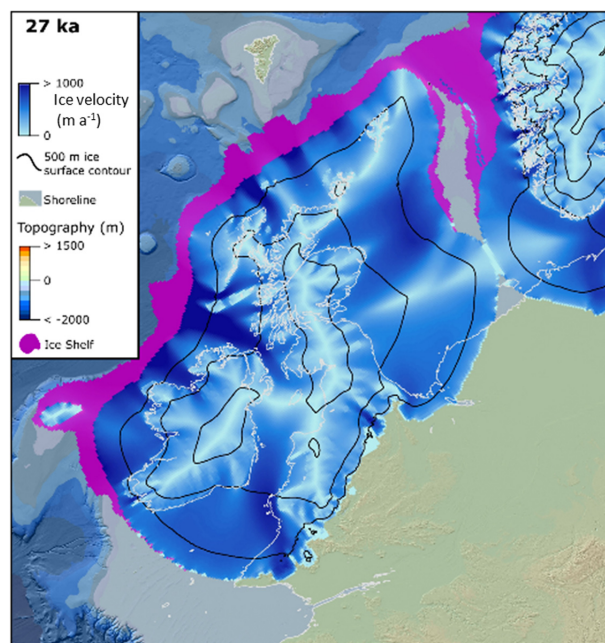 27 ka
> 1000
Ice velocity
(m a⁻¹)
0
500 m ice
surface contour
Shoreline
Topography (m)
> 1500
0
< -2000
Ice Shelf